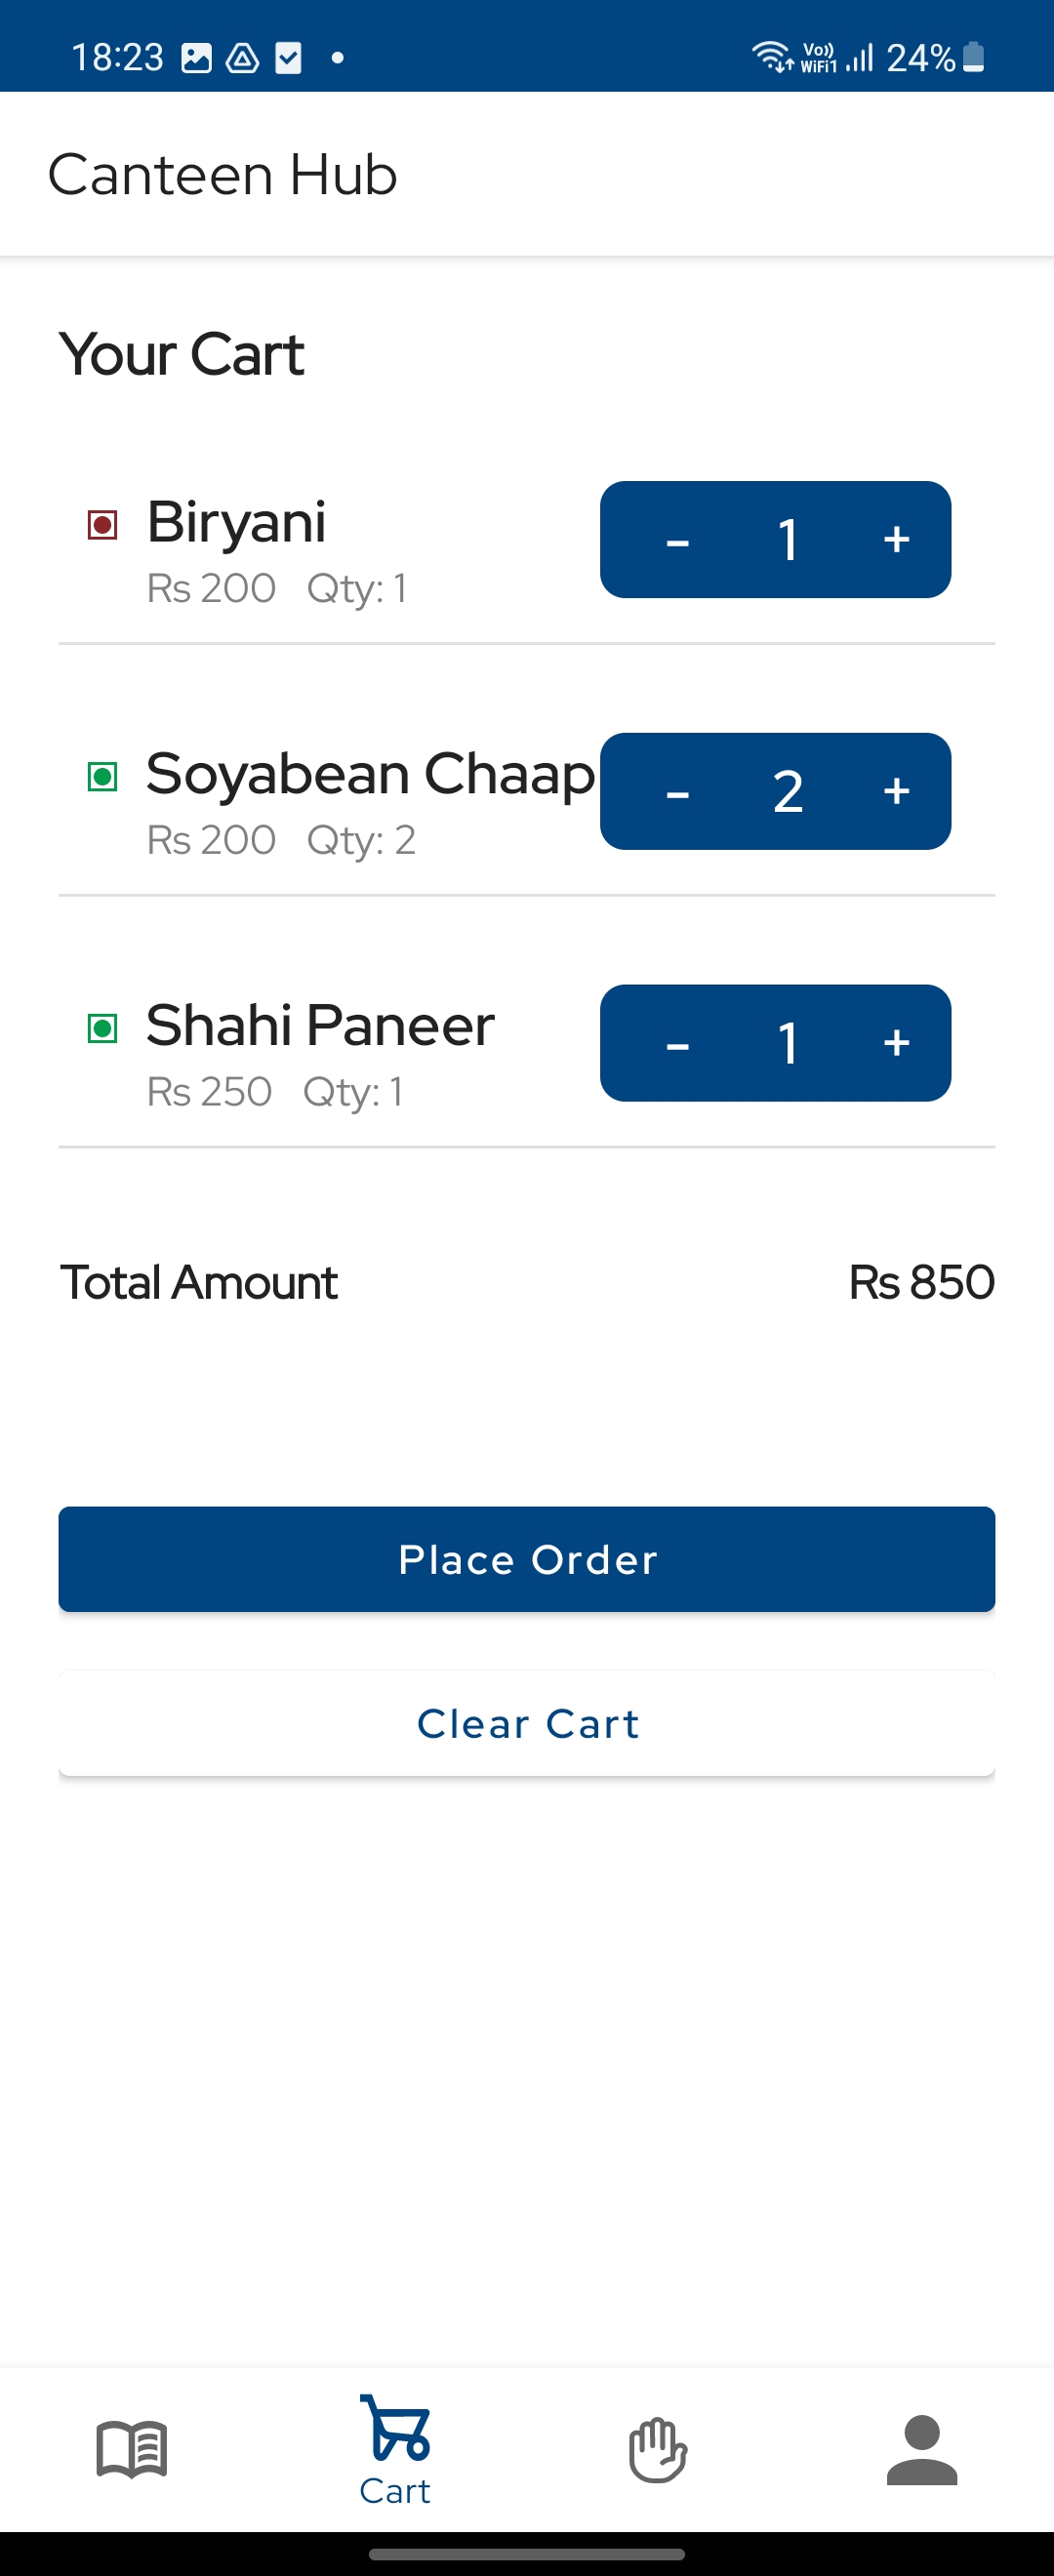 18:23 Vo)) WiFi1 24%
Canteen Hub
Your Cart
Biryani - 1 +
Rs 200 Qty: 1
Soyabean Chaap - 2 +
Rs 200 Qty: 2
Shahi Paneer - 1 +
Rs 250 Qty: 1
Total Amount Rs 850
Place Order
Clear Cart
Cart